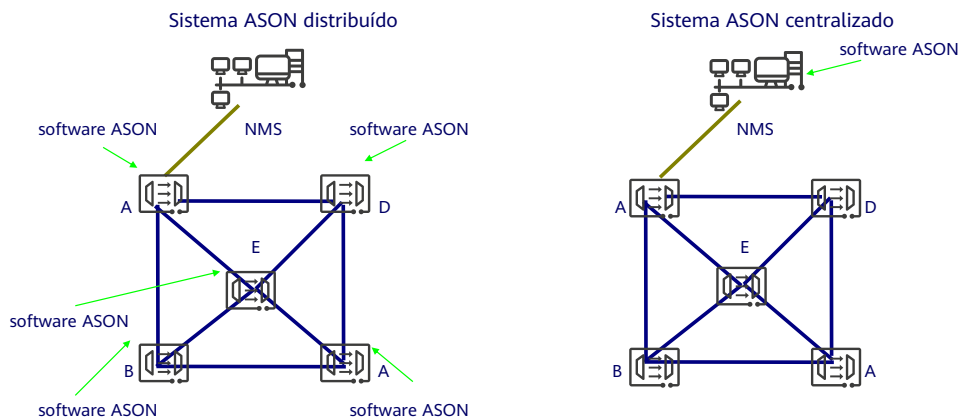 Sistema ASON distribuído
software ASON
NMS
software ASON
A
D
E
software ASON
B
A
software ASON
software ASON
Sistema ASON centralizado
software ASON
NMS
A
D
E
B
A